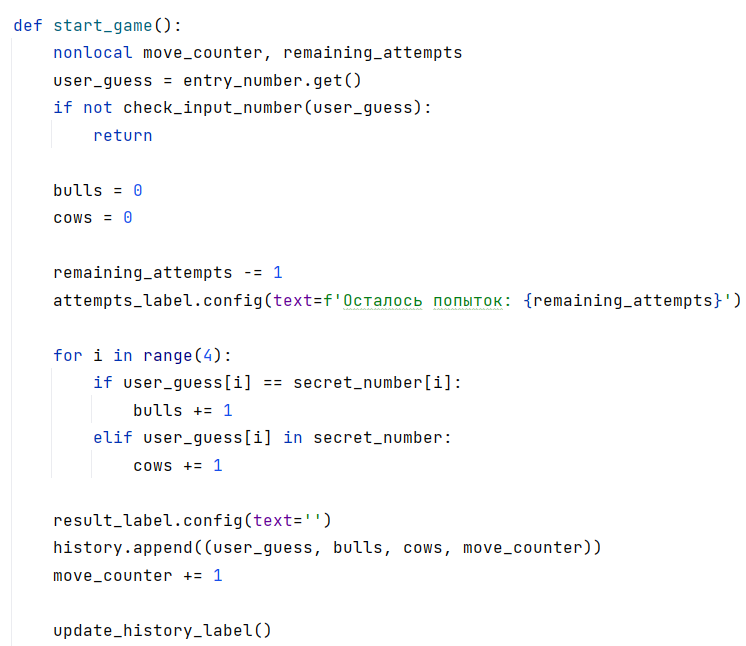 def start_game():
    nonlocal move_counter, remaining_attempts
    user_guess = entry_number.get()
    if not check_input_number(user_guess):
        return
    bulls = 0
    cows = 0
    remaining_attempts -= 1
    attempts_label.config(text=f'Осталось попыток: {remaining_attempts}')
    for i in range(4):
        if user_guess[i] == secret_number[i]:
            bulls += 1
        elif user_guess[i] in secret_number:
            cows += 1
    result_label.config(text='')
    history.append((user_guess, bulls, cows, move_counter))
    move_counter += 1
    update_history_label()